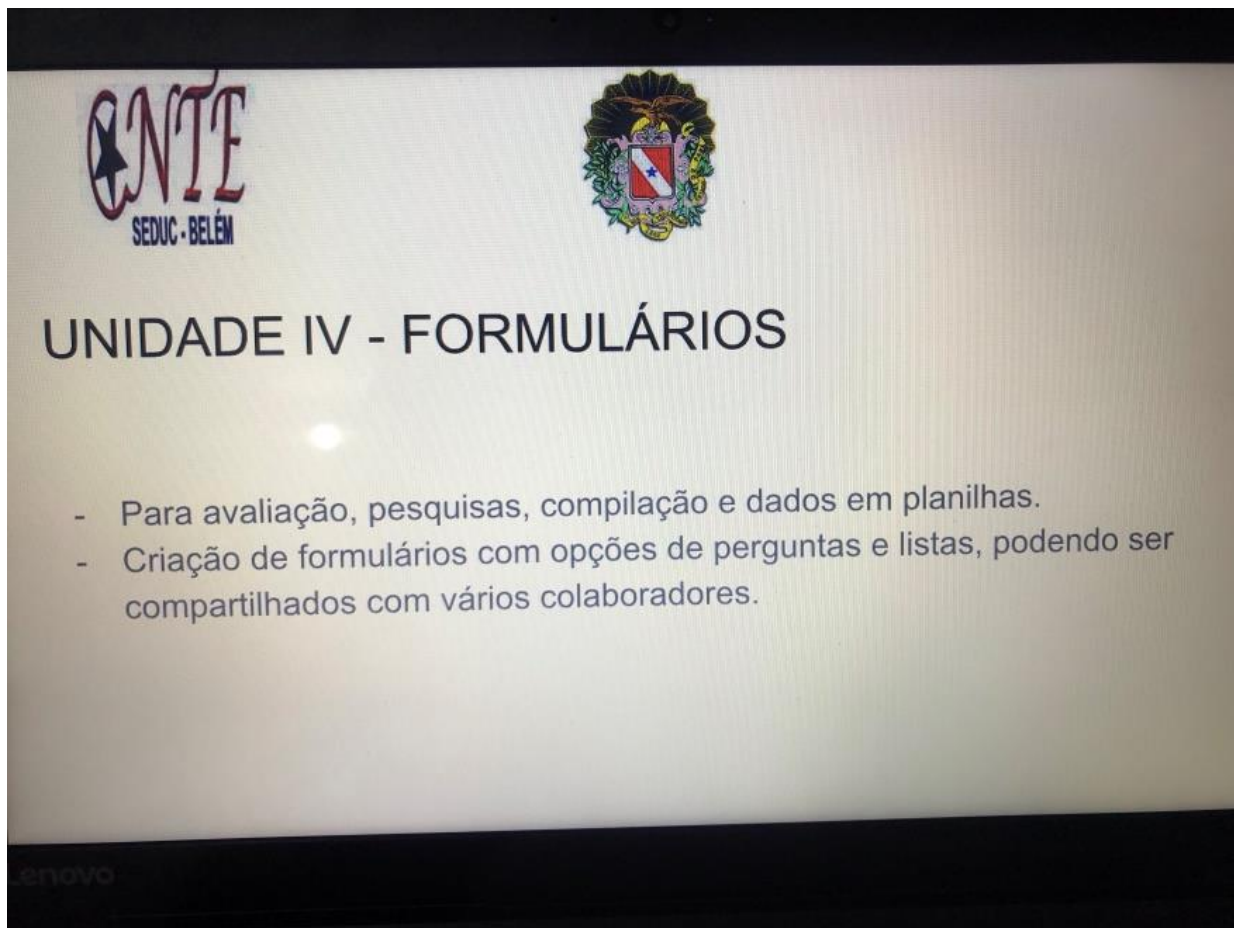 NTE
SEDUC - BELÉM
UNIDADE IV - FORMULÁRIOS
- Para avaliação, pesquisas, compilação e dados em planilhas.
- Criação de formulários com opções de perguntas e listas, podendo ser
compartilhados com vários colaboradores.
Lenovo